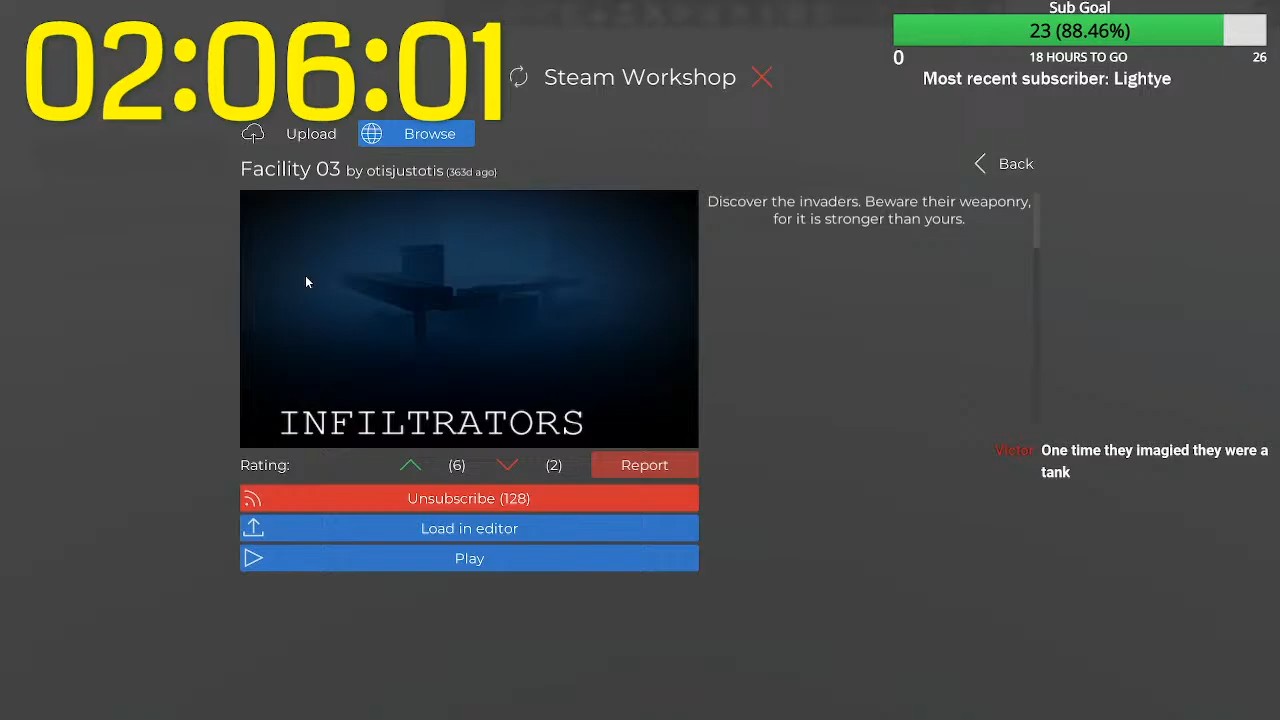 02:06:01
Sub Goal
23 (88.46%)
0
18 HOURS TO GO
26
Most recent subscriber: Lightye
Steam Workshop
Upload
Browse
Facility 03 by otisjustotis (363d ago)
Back
Discover the invaders. Beware their weaponry,
for it is stronger than yours.
INFILTRATORS
Victor One time they imagied they were a
tank
Rating:
(6)
(2)
Report
Unsubscribe (128)
Load in editor
Play